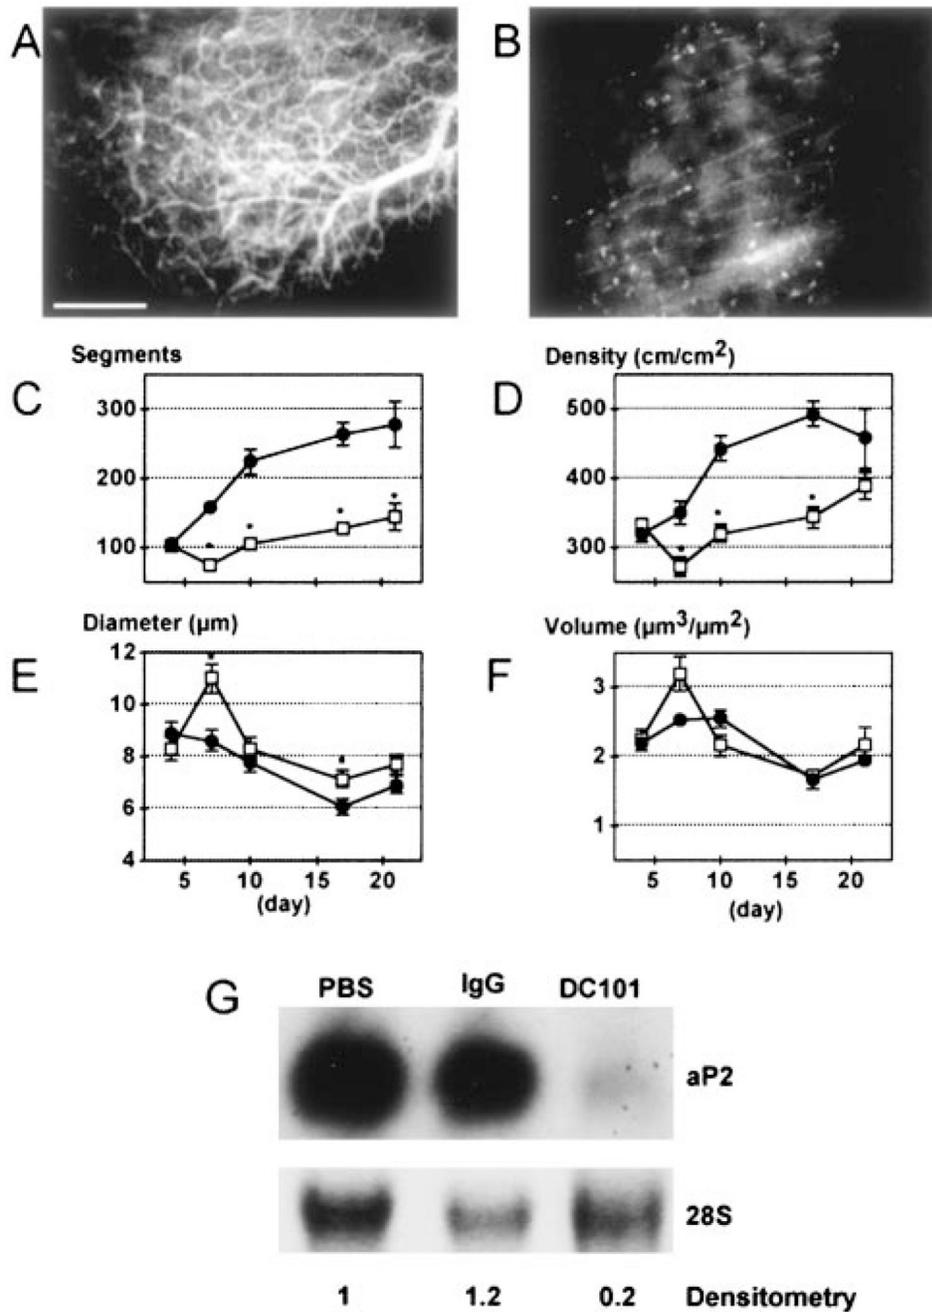 A B
Segments Density (cm/cm²)
C D
300 500
200 400
100 300
Diameter (µm) Volume (µm³/µm²)
E F
12
10
8
6
4
3
2
1
5 10 15 20 5 10 15 20
(day) (day)
G PBS IgG DC101
aP2
28S
1 1.2 0.2 Densitometry